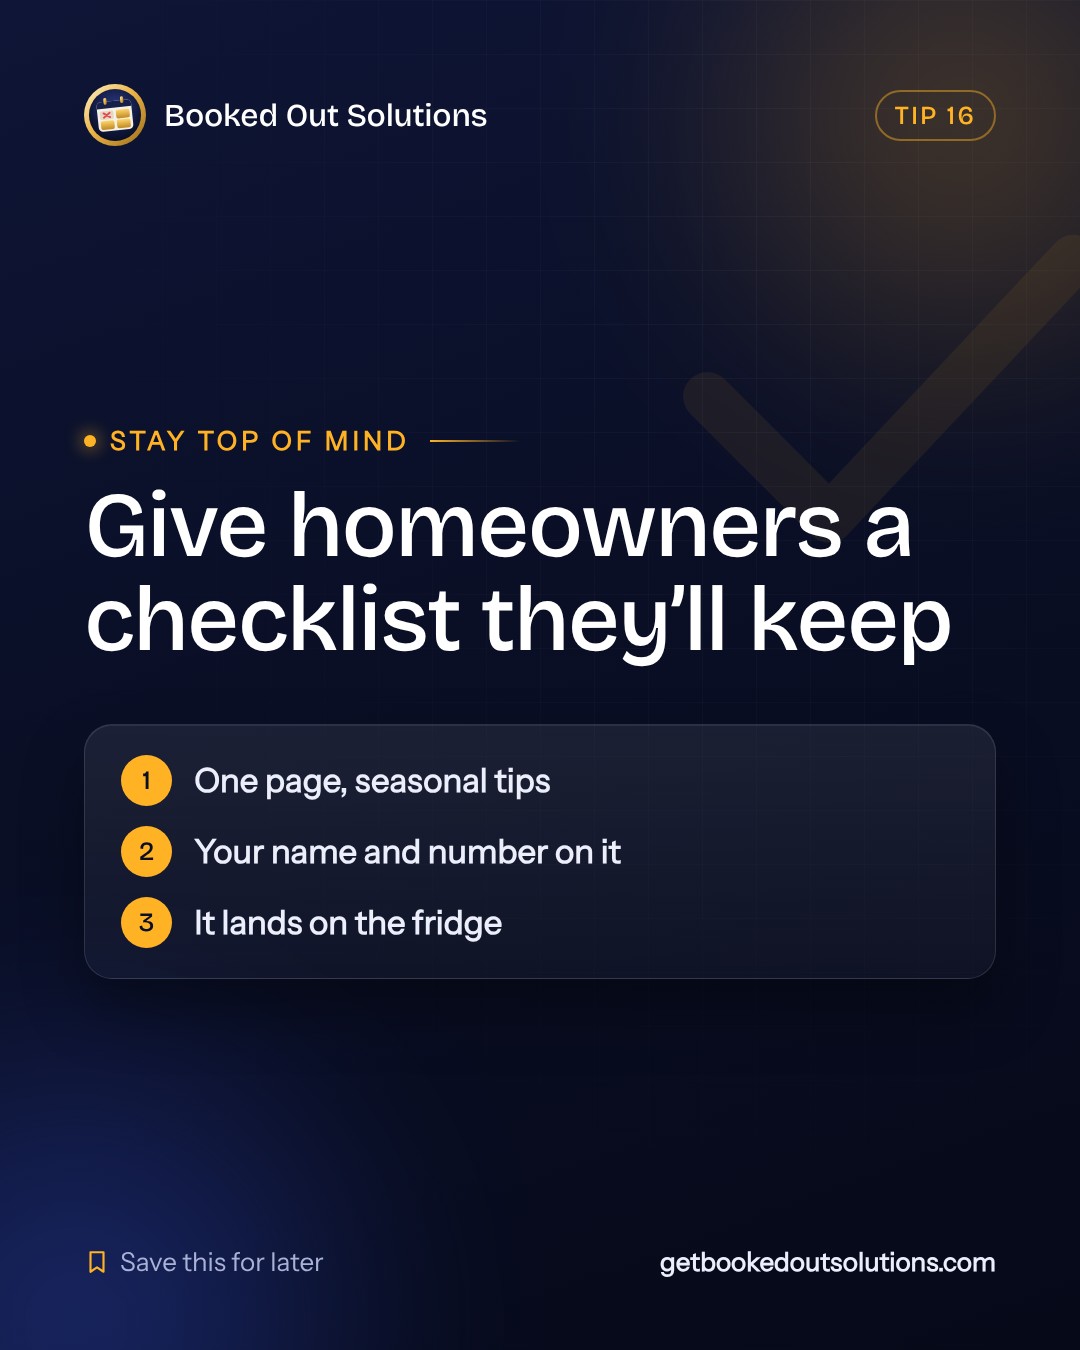 Booked Out Solutions
TIP 16
STAY TOP OF MIND
Give homeowners a
checklist they’ll keep
1 One page, seasonal tips
2 Your name and number on it
3 It lands on the fridge
Save this for later
getbookedoutsolutions.com